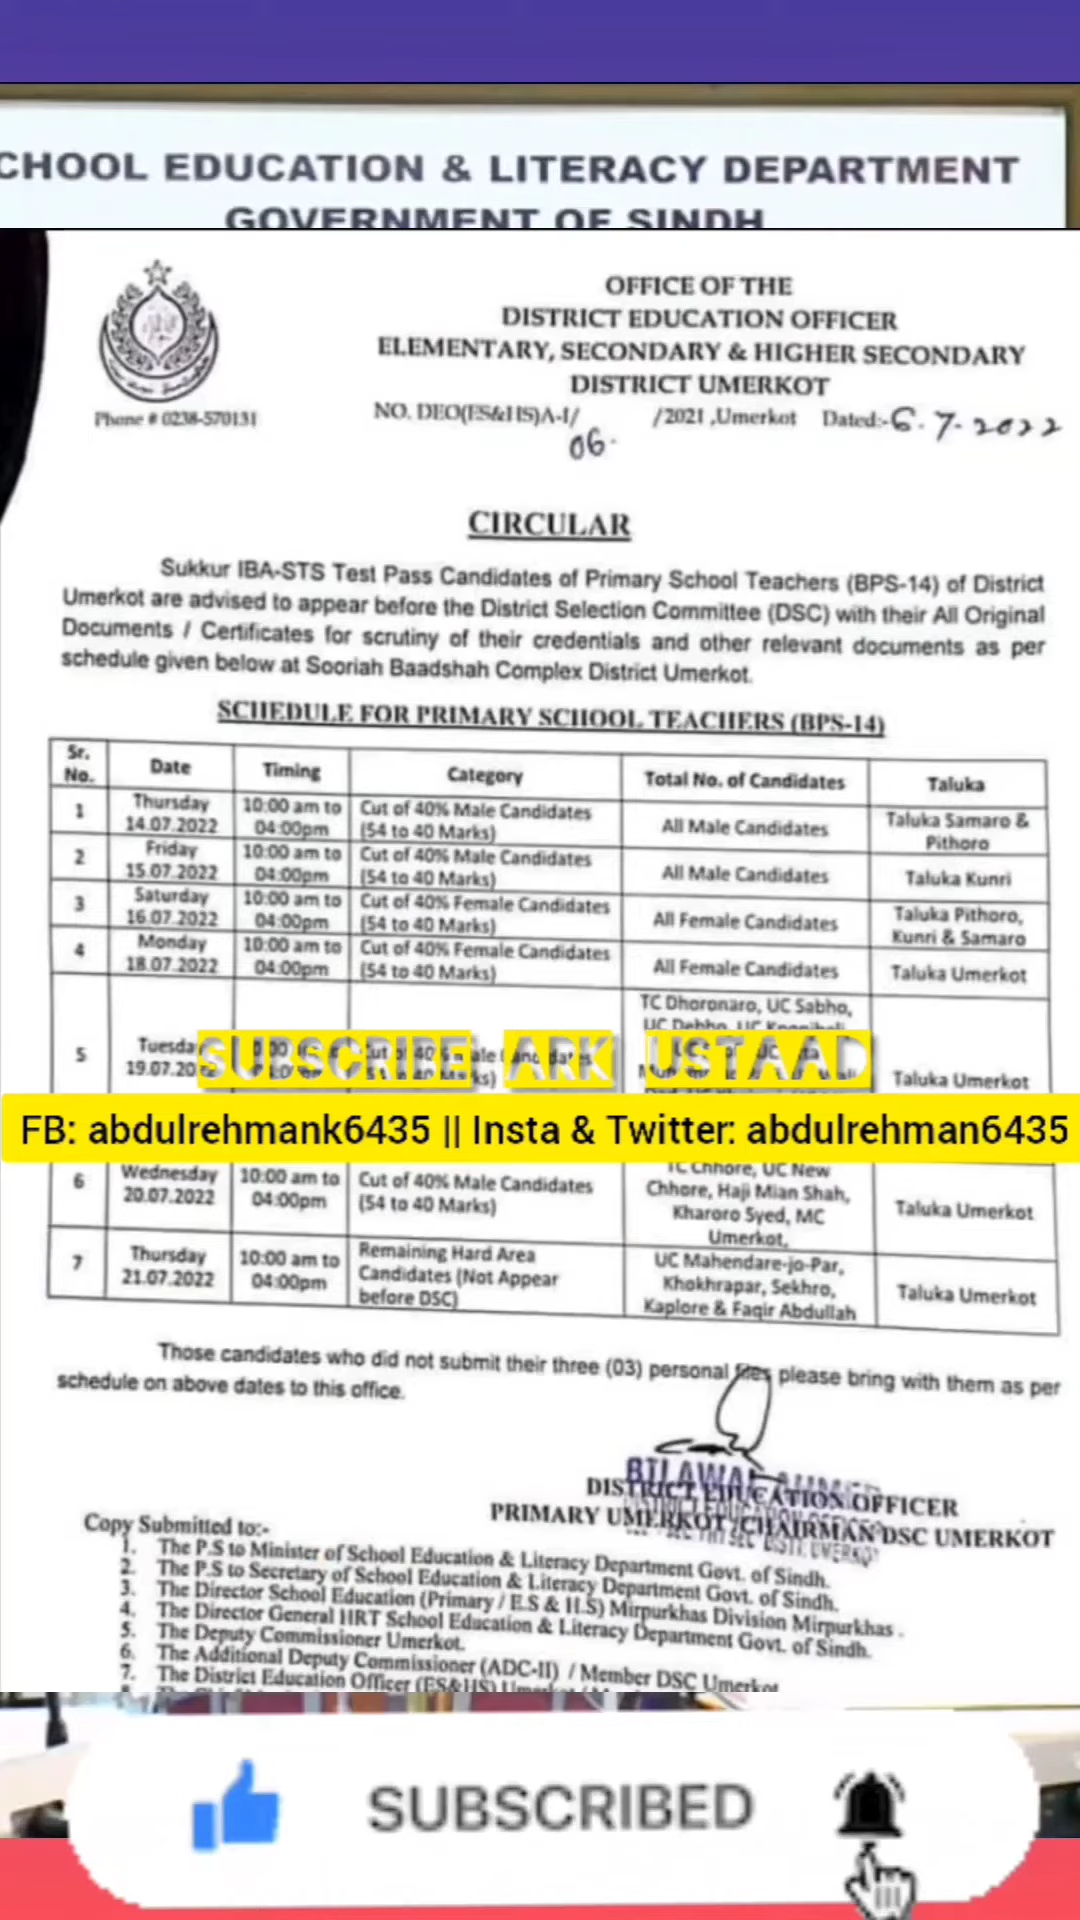 CHOOL EDUCATION & LITERACY DEPARTMENT
GOVERNMENT OF SINDH
OFFICE OF THE
DISTRICT EDUCATION OFFICER
ELEMENTARY, SECONDARY & HIGHER SECONDARY
DISTRICT UMERKOT
Phone # 0238-570131
NO. DEO(ES&HS)A-I/ /2021 ,Umerkot Dated:-6.7.2022
06.
CIRCULAR
Sukkur IBA-STS Test Pass Candidates of Primary School Teachers (BPS-14) of District
Umerkot are advised to appear before the District Selection Committee (DSC) with their All Original
Documents / Certificates for scrutiny of their credentials and other relevant documents as per
schedule given below at Sooriah Baadshah Complex District Umerkot.
SCHEDULE FOR PRIMARY SCHOOL TEACHERS (BPS-14)
Sr. No. Date Timing Category Total No. of Candidates Taluka
1 Thursday 14.07.2022 10:00 am to 04:00pm Cut of 40% Male Candidates (54 to 40 Marks) All Male Candidates Taluka Samaro & Pithoro
2 Friday 15.07.2022 10:00 am to 04:00pm Cut of 40% Male Candidates (54 to 40 Marks) All Male Candidates Taluka Kunri
3 Saturday 16.07.2022 10:00 am to 04:00pm Cut of 40% Female Candidates (54 to 40 Marks) All Female Candidates Taluka Pithoro, Kunri & Samaro
4 Monday 18.07.2022 10:00 am to 04:00pm Cut of 40% Female Candidates (54 to 40 Marks) All Female Candidates Taluka Umerkot
5 TC Dhoronaro, UC Sabho, Taluka Umerkot
SUBSCRIBE ARK USTAAD
FB: abdulrehmank6435 || Insta & Twitter: abdulrehman6435
6 Wednesday 20.07.2022 10:00 am to 04:00pm Cut of 40% Male Candidates (54 to 40 Marks) TC Chhore, UC New Chhore, Haji Mian Shah, Kharoro Syed, MC Umerkot, Taluka Umerkot
7 Thursday 21.07.2022 10:00 am to 04:00pm Remaining Hard Area Candidates (Not Appear before DSC) UC Mahendare-jo-Par, Khokhrapar, Sekhro, Kaplore & Faqir Abdullah Taluka Umerkot
Those candidates who did not submit their three (03) personal files please bring with them as per
schedule on above dates to this office.
DISTRICT EDUCATION OFFICER
PRIMARY UMERKOT /CHAIRMAN DSC UMERKOT
Copy Submitted to:-
1. The P.S to Minister of School Education & Literacy Department Govt. of Sindh.
2. The P.S to Secretary of School Education & Literacy Department Govt. of Sindh.
3. The Director School Education (Primary / E.S & H.S) Mirpurkhas Division Mirpurkhas .
4. The Director General HRT School Education & Literacy Department Govt. of Sindh.
5. The Deputy Commissioner Umerkot.
6. The Additional Deputy Commissioner (ADC-II) / Member DSC Umerkot
7. The District Education Officer (ES&HS)
SUBSCRIBED